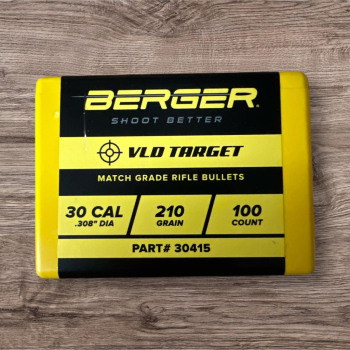 BERGER®
SHOOT BETTER
VLD TARGET
MATCH GRADE RIFLE BULLETS
30 CAL 210 100
.308" DIA GRAIN COUNT
PART# 30415